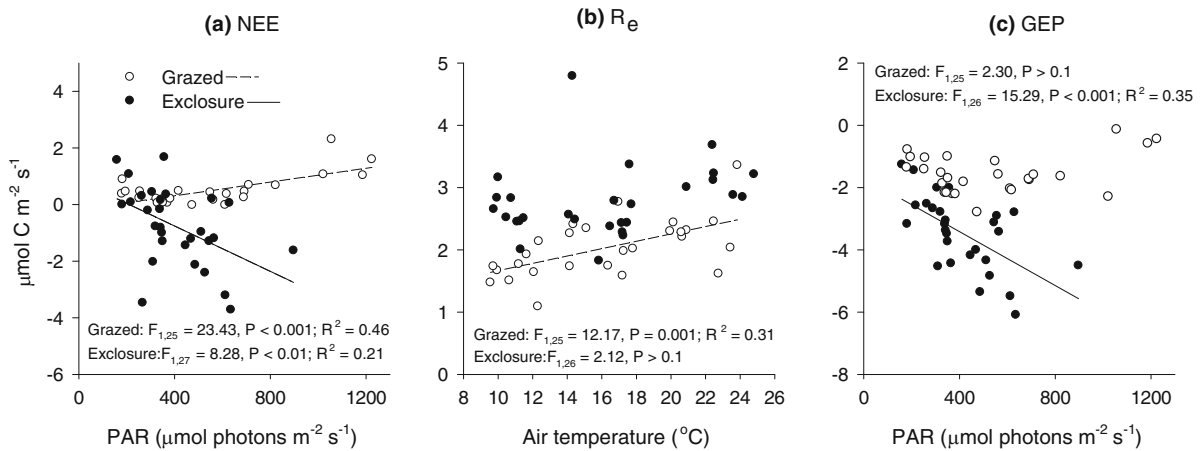 (a) NEE
μmol C m⁻² s⁻¹
4
2
0
-2
-4
-6
Grazed
Exclosure
Grazed: F₁,₂₅ = 23.43, P < 0.001; R² = 0.46
Exclosure:F₁,₂₇ = 8.28, P < 0.01; R² = 0.21
0 400 800 1200
PAR (μmol photons m⁻² s⁻¹)
(b) Rₑ
5
4
3
2
1
0
Grazed: F₁,₂₅ = 12.17, P = 0.001; R² = 0.31
Exclosure:F₁,₂₆ = 2.12, P > 0.1
8 10 12 14 16 18 20 22 24 26
Air temperature (°C)
(c) GEP
Grazed: F₁,₂₅ = 2.30, P > 0.1
Exclosure: F₁,₂₆ = 15.29, P < 0.001; R² = 0.35
0
-2
-4
-6
-8
0 400 800 1200
PAR (μmol photons m⁻² s⁻¹)